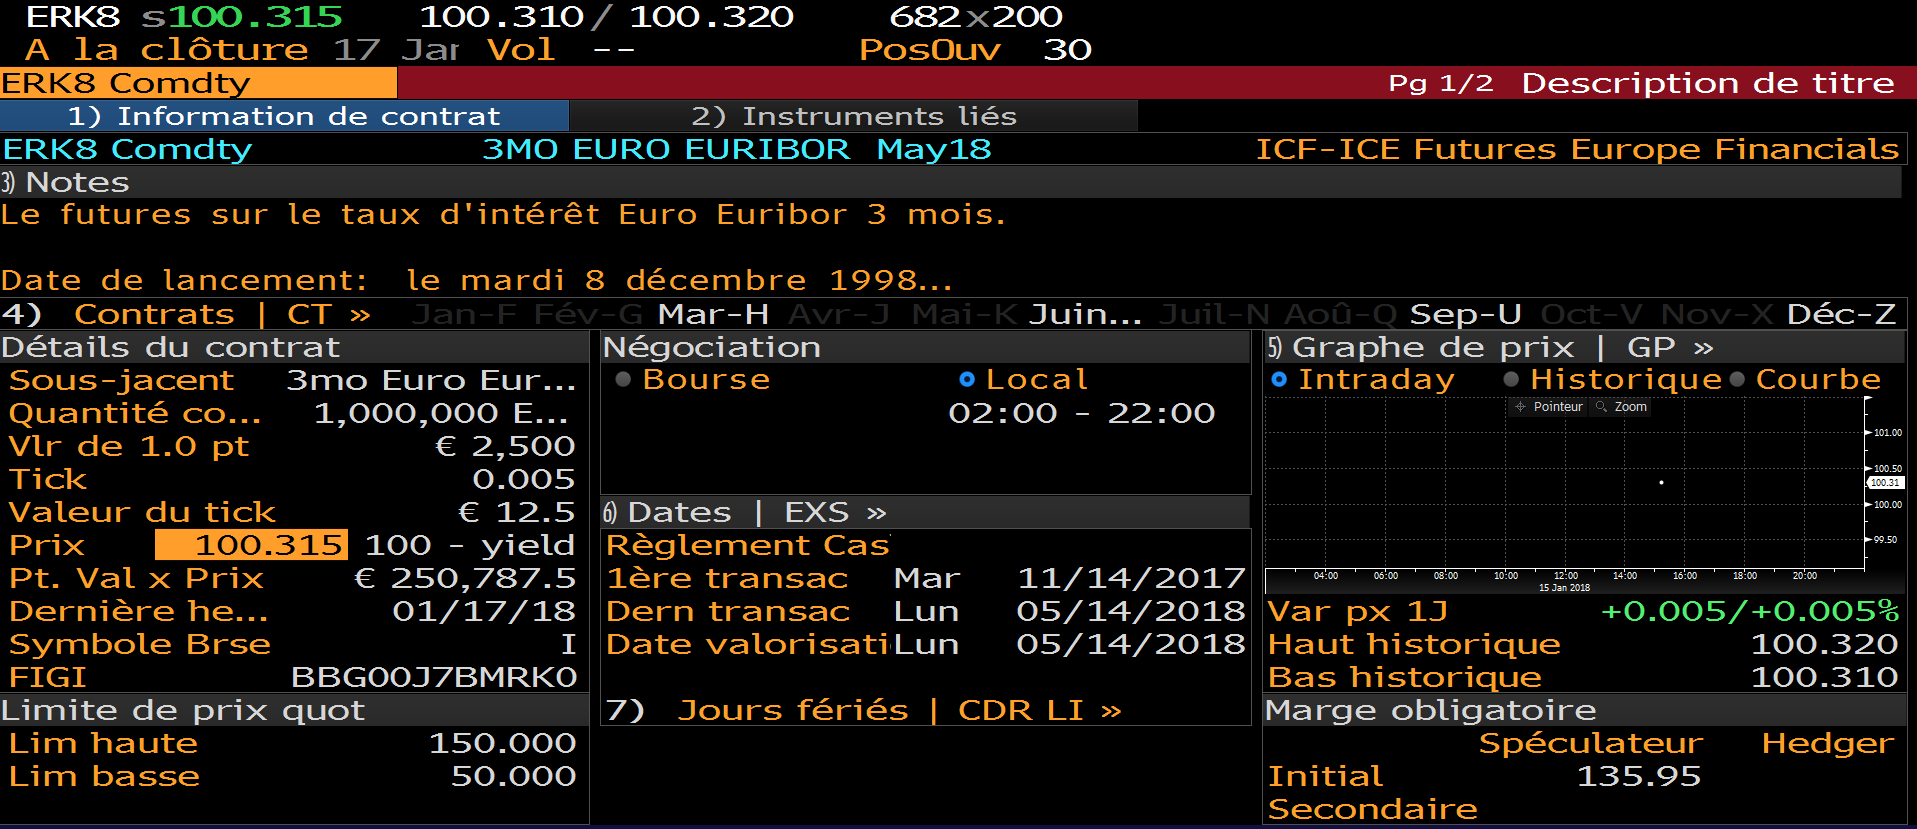 ERK8 s100.315 100.310 / 100.320 682x200
A la clôture 17 Jan Vol -- PosOuv 30
ERK8 Comdty Pg 1/2 Description de titre
1) Information de contrat 2) Instruments liés
ERK8 Comdty 3MO EURO EURIBOR May18 ICF-ICE Futures Europe Financials
3) Notes
Le futures sur le taux d'intérêt Euro Euribor 3 mois.
Date de lancement: le mardi 8 décembre 1998...
4) Contrats | CT » Jan-F Fév-G Mar-H Avr-J Mai-K Juin... Juil-N Aoû-Q Sep-U Oct-V Nov-X Déc-Z
Détails du contrat
Sous-jacent 3mo Euro Eur...
Quantité co... 1,000,000 E...
Vlr de 1.0 pt € 2,500
Tick 0.005
Valeur du tick € 12.5
Prix 100.315 100 - yield
Pt. Val x Prix € 250,787.5
Dernière he... 01/17/18
Symbole Brse I
FIGI BBG00J7BMRK0
Limite de prix quot
Lim haute 150.000
Lim basse 50.000
Négociation
Bourse Local
02:00 - 22:00
6) Dates | EXS »
Règlement Cas
1ère transac Mar 11/14/2017
Dern transac Lun 05/14/2018
Date valorisati Lun 05/14/2018
7) Jours fériés | CDR LI »
5) Graphe de prix | GP »
Intraday Historique Courbe
Pointeur Zoom
101.00
100.50
100.31
100.00
99.50
04:00 06:00 08:00 10:00 12:00 14:00 16:00 18:00 20:00
15 Jan 2018
Var px 1J +0.005/+0.005%
Haut historique 100.320
Bas historique 100.310
Marge obligatoire
Spéculateur Hedger
Initial 135.95
Secondaire